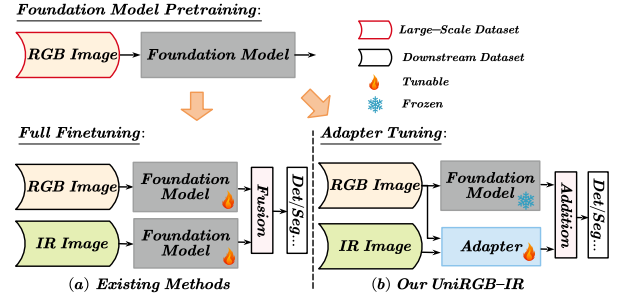 Foundation Model Pretraining:
RGB Image
Foundation Model
Large-Scale Dataset
Downstream Dataset
Tunable
Frozen
Full Finetuning:
RGB Image
Foundation
Model
IR Image
Foundation
Model
Fusion
Det/Seg...
(a) Existing Methods
Adapter Tuning:
RGB Image
Foundation
Model
IR Image
Adapter
Addition
Det/Seg...
(b) Our UniRGB-IR